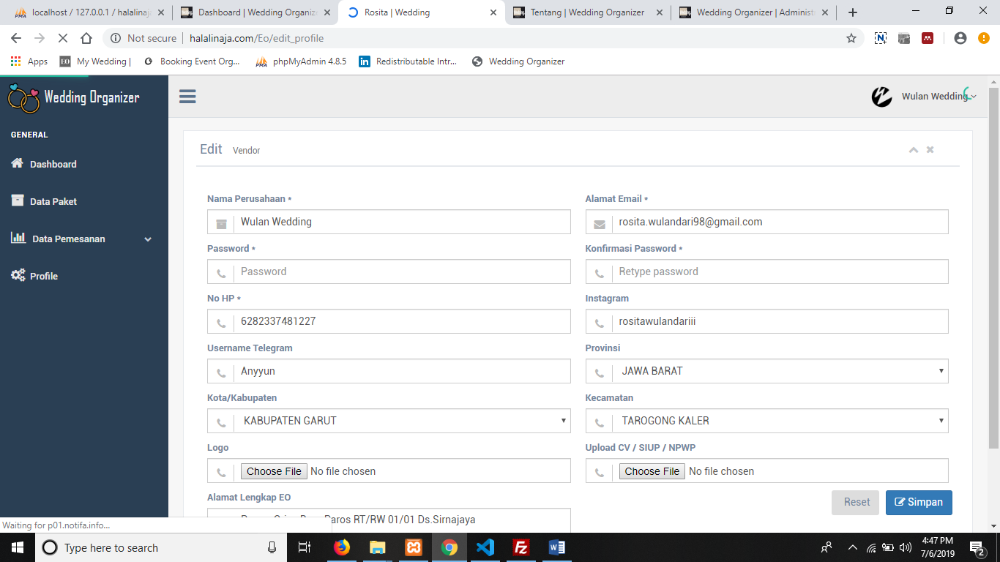 localhost / 127.0.0.1 / halalinaj
Dashboard | Wedding Organize
Rosita | Wedding
Tentang | Wedding Organizer
Wedding Organizer | Administ
Not secure
halalinaja.com/Eo/edit_profile
Apps
EO My Wedding |
Booking Event Org...
phpMyAdmin 4.8.5
Redistributable Intr...
Wedding Organizer
Wedding Organizer
Wulan Wedding
GENERAL
Dashboard
Data Paket
Data Pemesanan
Profile
Edit Vendor
Nama Perusahaan *
Alamat Email *
Wulan Wedding
rosita.wulandari98@gmail.com
Password *
Konfirmasi Password *
Password
Retype password
No HP *
Instagram
6282337481227
rositawulandariii
Username Telegram
Provinsi
Anyyun
JAWA BARAT
Kota/Kabupaten
Kecamatan
KABUPATEN GARUT
TAROGONG KALER
Logo
Upload CV / SIUP / NPWP
Choose File No file chosen
Choose File No file chosen
Alamat Lengkap EO
Reset
Simpan
RT/RW 01/01 Ds.Sirnajaya
Waiting for p01.notifa.info...
Type here to search
4:47 PM
7/6/2019
2